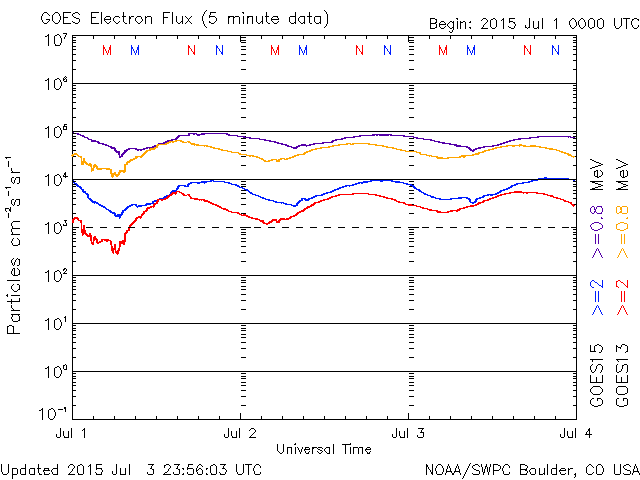 GOES Electron Flux (5 minute data)
Begin: 2015 Jul 1 0000 UTC
M M N N M M N N M M N N
10⁷
10⁶
10⁵
10⁴
10³
10²
10¹
10⁰
10⁻¹
Particles cm⁻²s⁻¹sr⁻¹
Jul 1 Jul 2 Jul 3 Jul 4
Universal Time
GOES15 >=2 >=0.8 MeV
GOES13 >=2 >=0.8 MeV
Updated 2015 Jul 3 23:56:03 UTC
NOAA/SWPC Boulder, CO USA